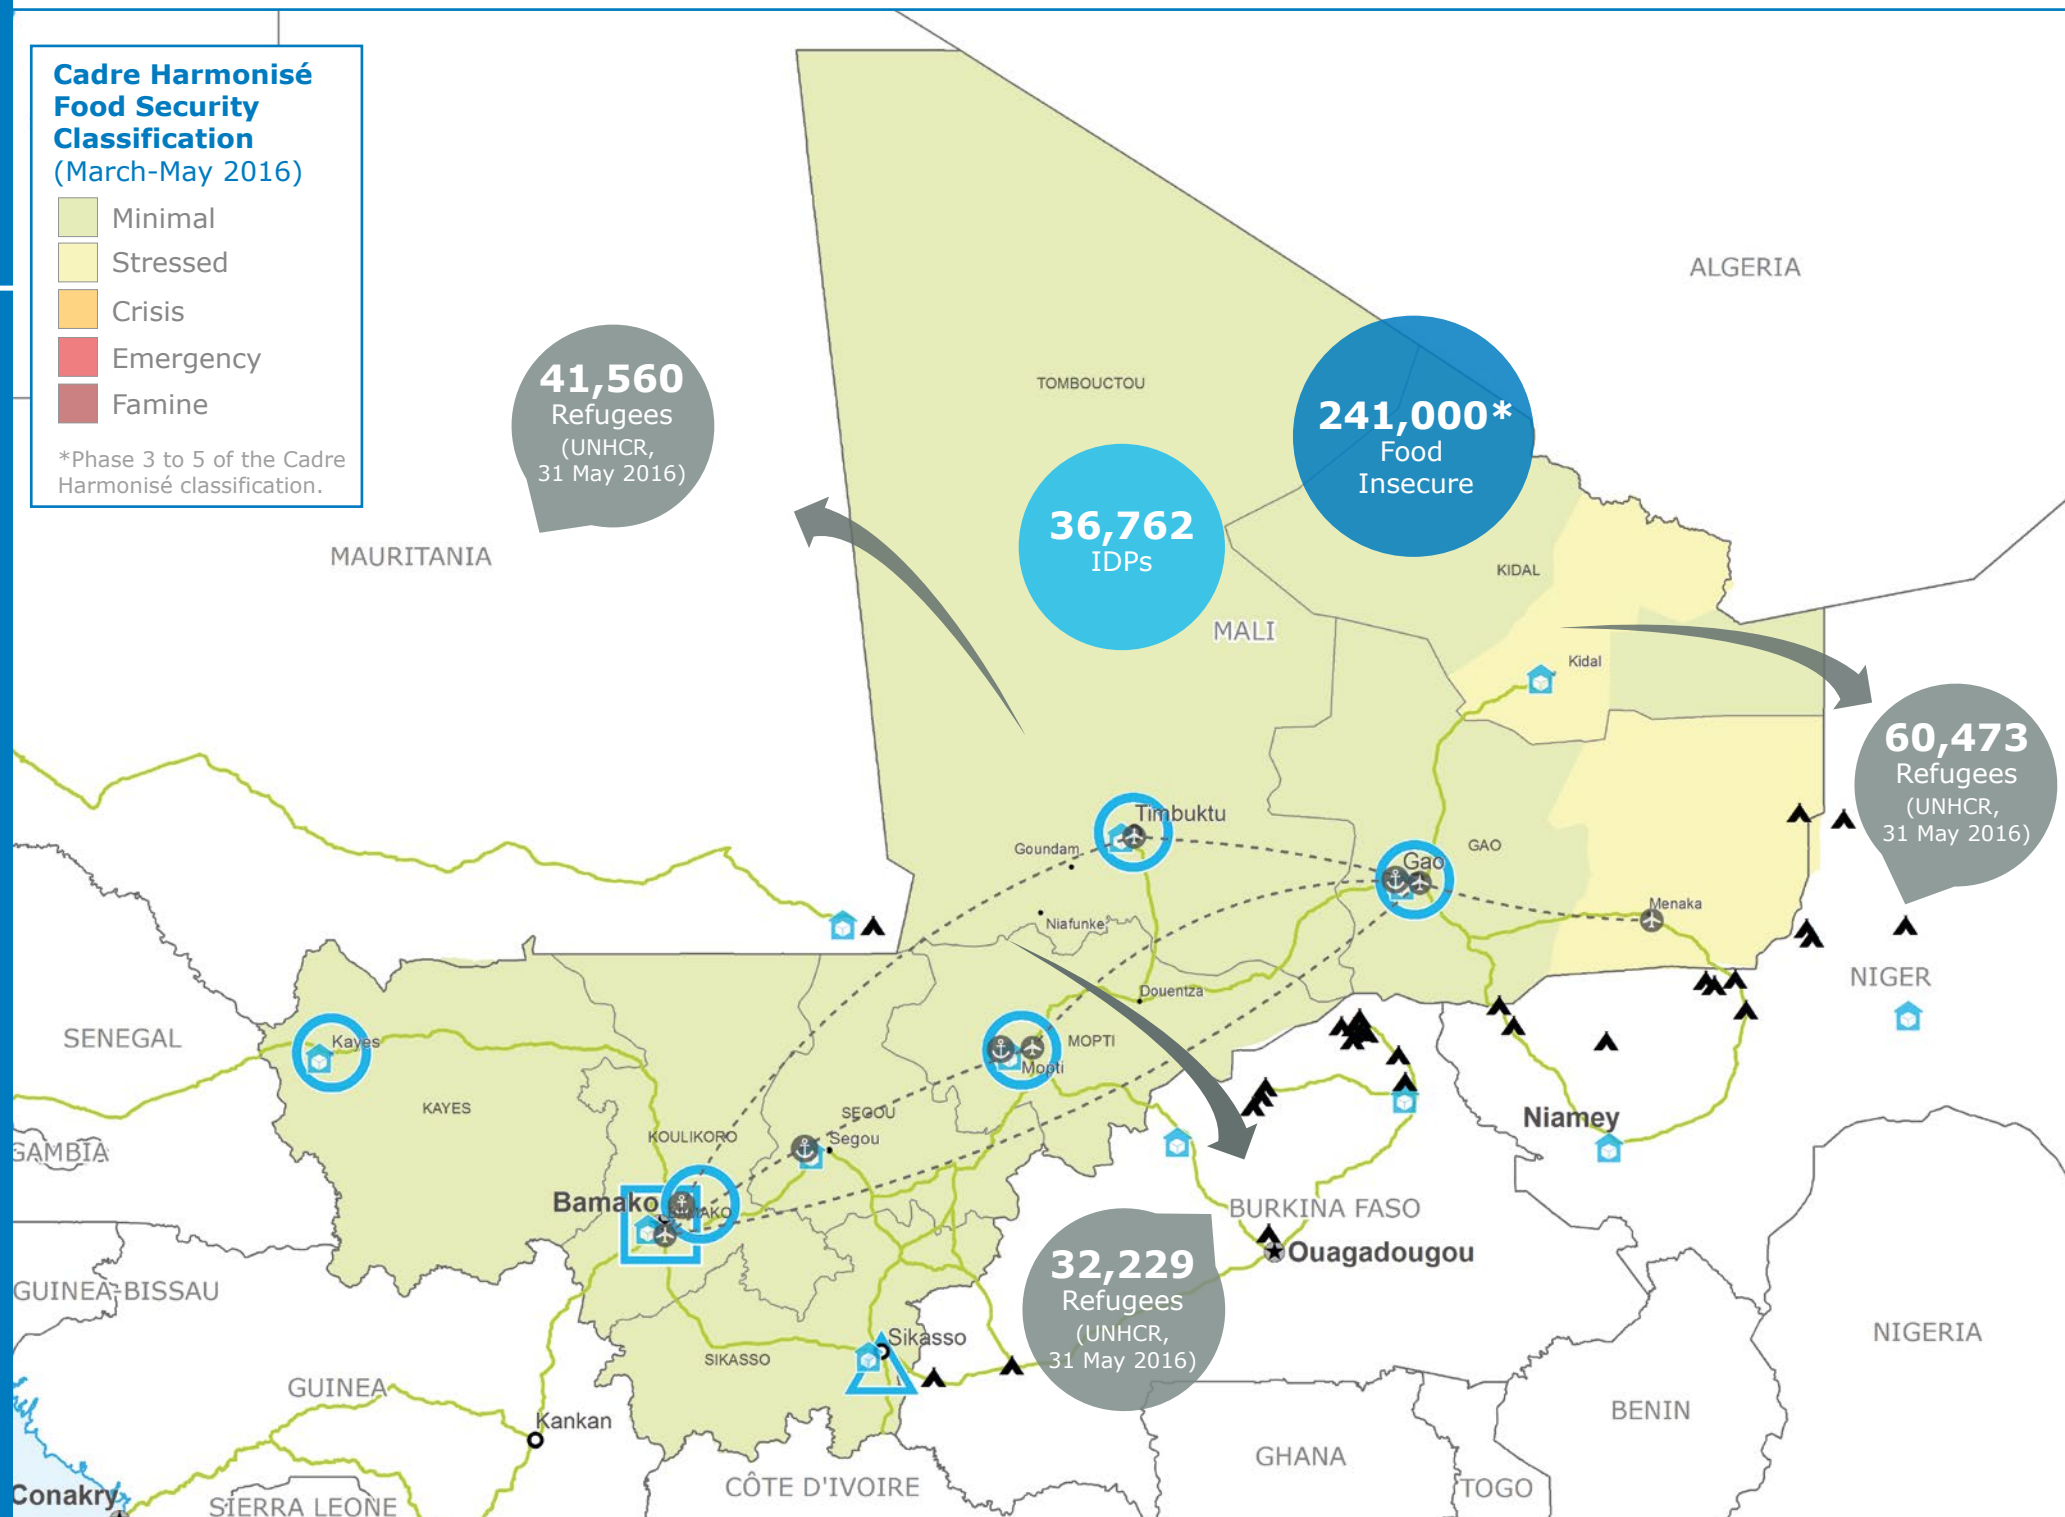 Cadre Harmonisé
Food Security
Classification
(March-May 2016)
Minimal
Stressed
Crisis
Emergency
Famine
*Phase 3 to 5 of the Cadre
Harmonisé classification.
ALGERIA
TOMBOUCTOU
41,560
Refugees
(UNHCR,
31 May 2016)
241,000*
Food
Insecure
36,762
IDPs
MAURITANIA
KIDAL
MALI
Kidal
60,473
Refugees
(UNHCR,
31 May 2016)
Timbuktu
Goundam
GAO
Gao
Menaka
Niafunke
NIGER
Douentza
SENEGAL
Kayes
MOPTI
Mopti
KAYES
SEGOU
Segou
KOULIKORO
Niamey
GAMBIA
Bamako
BAMAKO
BURKINA FASO
Ouagadougou
32,229
Refugees
(UNHCR,
31 May 2016)
GUINEA-BISSAU
Sikasso
SIKASSO
NIGERIA
GUINEA
Kankan
BENIN
GHANA
CÔTE D'IVOIRE
TOGO
Conakry
SIERRA LEONE